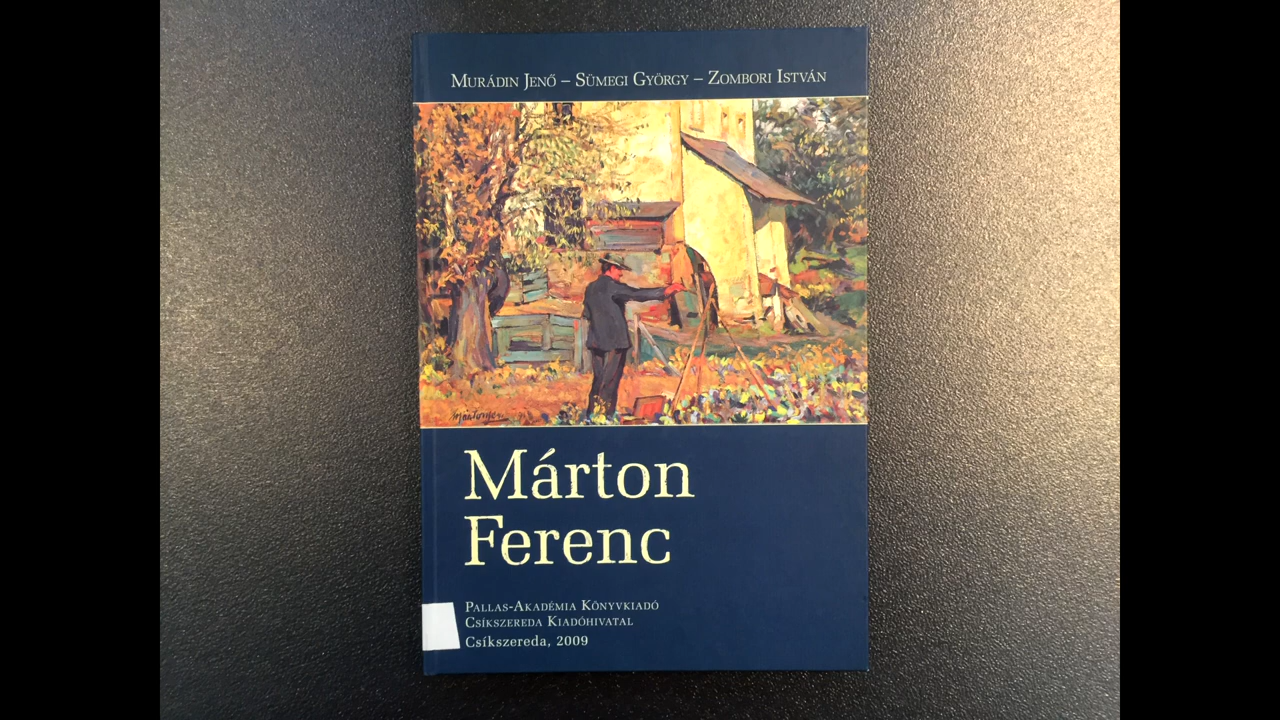 Murádin Jenő – Sümegi György – Zombori István
Márton
Ferenc
Pallas-Akadémia Könyvkiadó
Csíkszereda Kiadóhivatal
Csíkszereda, 2009